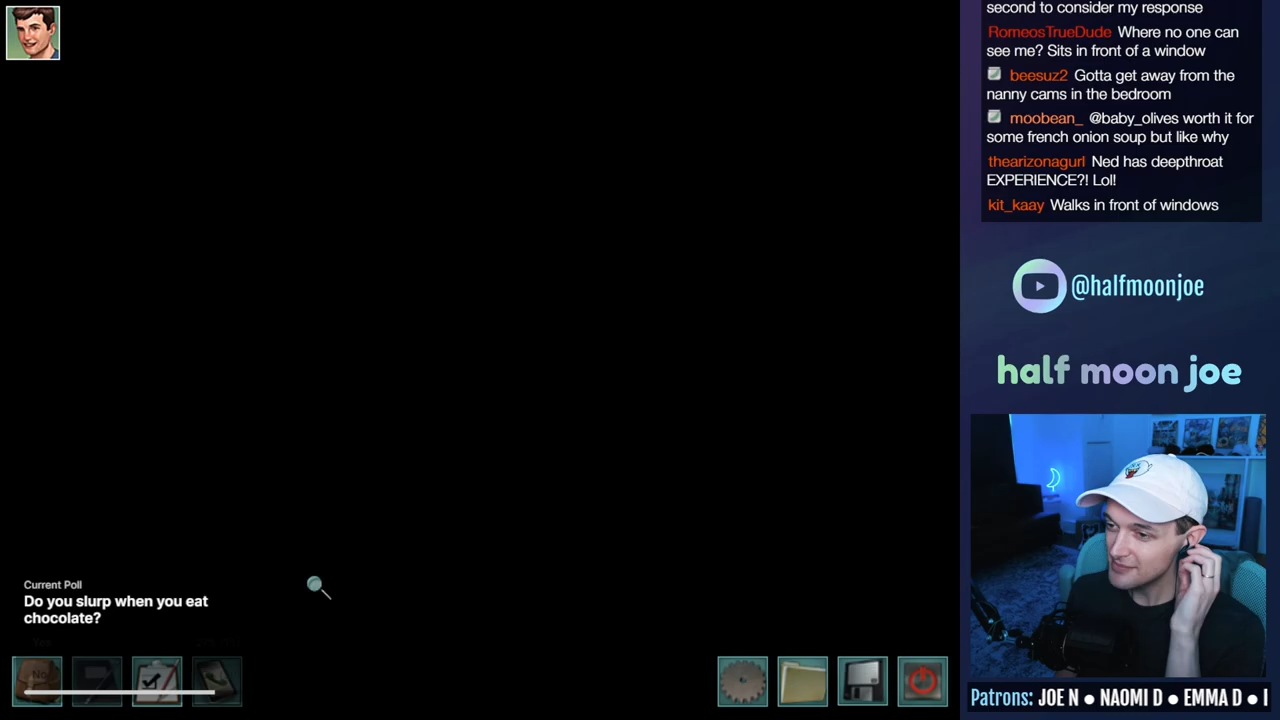 second to consider my response
RomeosTrueDude Where no one can
see me? Sits in front of a window
beesuz2 Gotta get away from the
nanny cams in the bedroom
moobean_ @baby_olives worth it for
some french onion soup but like why
thearizonagurl Ned has deepthroat
EXPERIENCE?! Lol!
kit_kaay Walks in front of windows
@halfmoonjoe
half moon joe
Current Poll
Do you slurp when you eat
chocolate?
Yes
No
Patrons: JOE N ● NAOMI D ● EMMA D ●